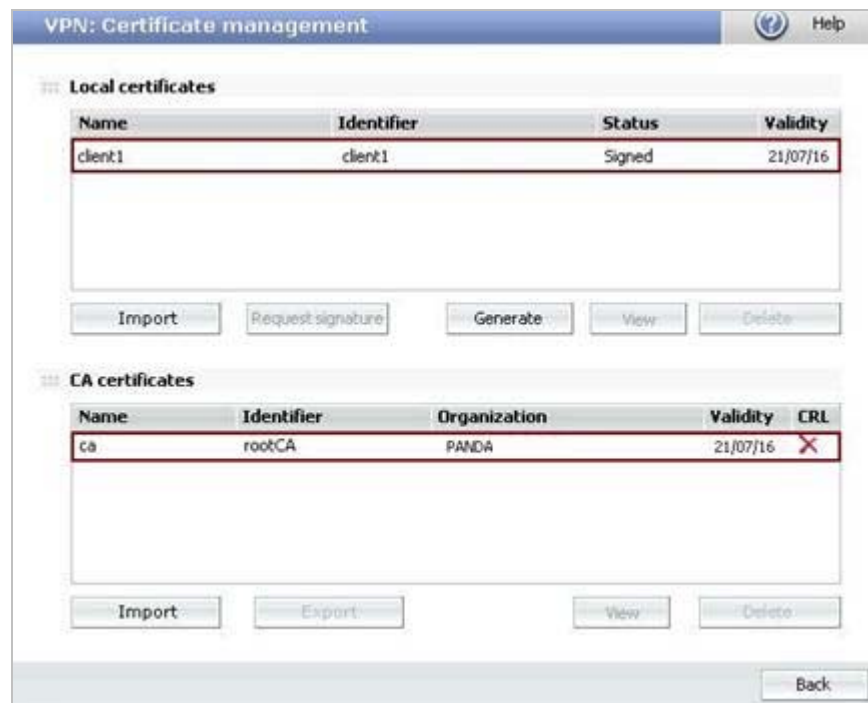 VPN: Certificate management ? Help
Local certificates
Name Identifier Status Validity
client1 client1 Signed 21/07/16
Import Request signature Generate View Delete
CA certificates
Name Identifier Organization Validity CRL
ca rootCA PANDA 21/07/16
Import Export View Delete
Back